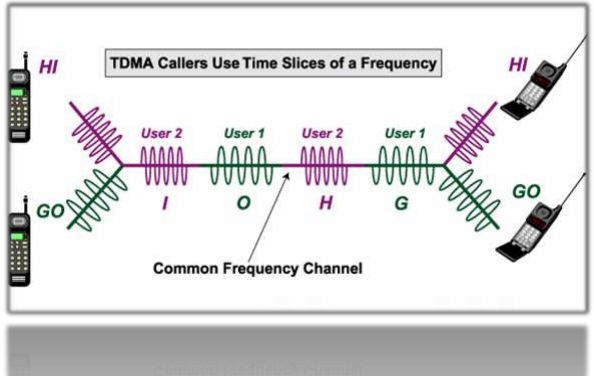 TDMA Callers Use Time Slices of a Frequency
HI
HI
User 2 User 1 User 2 User 1
GO
I O H G
GO
Common Frequency Channel